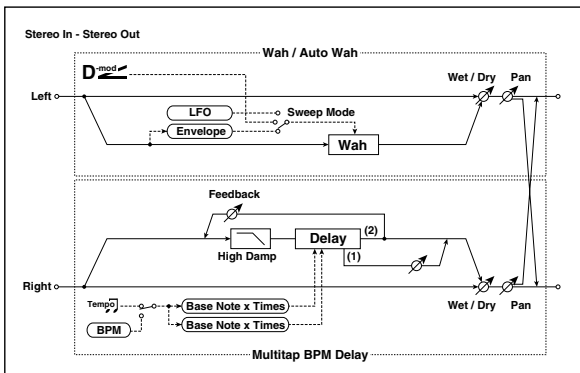 Stereo In - Stereo Out
Wah / Auto Wah
D-mod
Wet / Dry
Pan
Left
LFO
Sweep Mode
Envelope
Wah
Feedback
High Damp
Delay
(2)
(1)
Right
Tempo
BPM
Base Note x Times
Base Note x Times
Wet / Dry
Pan
Multitap BPM Delay